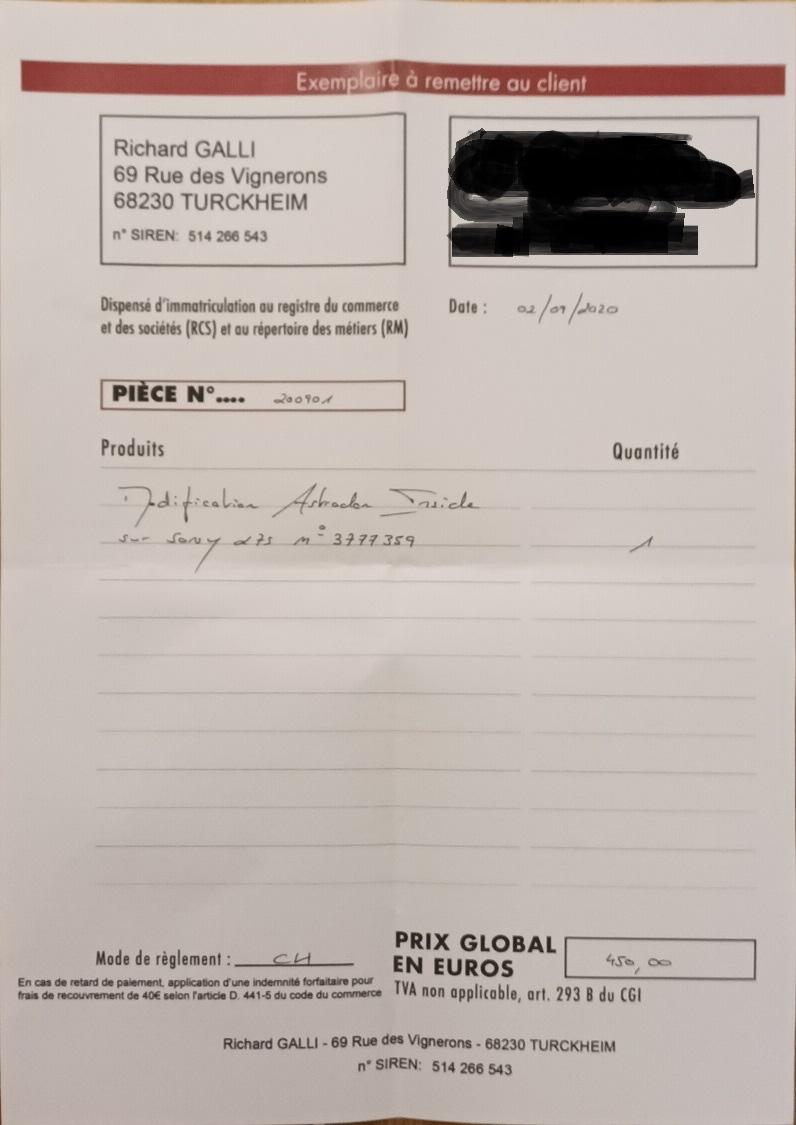 Exemplaire à remettre au client
Richard GALLI
69 Rue des Vignerons
68230 TURCKHEIM
n° SIREN: 514 266 543
Dispensé d'immatriculation au registre du commerce
et des sociétés (RCS) et au répertoire des métiers (RM)
Date : 02/09/2020
PIÈCE N°.... 200901
Produits Quantité
Modification Astrodon Inside
sur Sony α7s n° 3777359 1
Mode de règlement : CH
PRIX GLOBAL
EN EUROS 450,00
En cas de retard de paiement, application d'une indemnité forfaitaire pour
frais de recouvrement de 40€ selon l'article D. 441-5 du code du commerce
TVA non applicable, art. 293 B du CGI
Richard GALLI - 69 Rue des Vignerons - 68230 TURCKHEIM
n° SIREN: 514 266 543